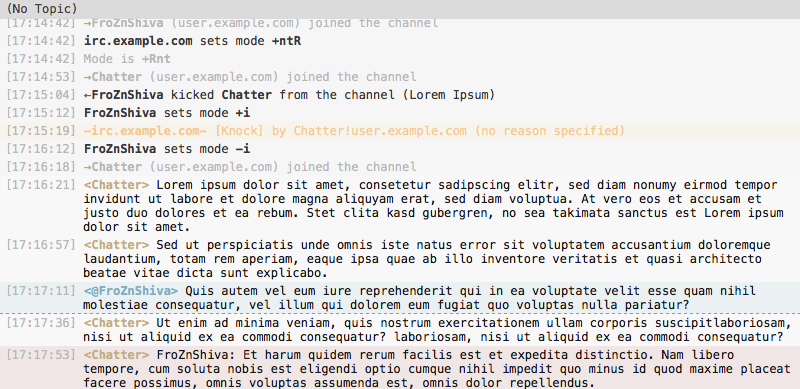 (No Topic)
[17:14:42] →FroZnShiva (user.example.com) joined the channel
[17:14:42] irc.example.com sets mode +ntR
[17:14:42] Mode is +Rnt
[17:14:53] →Chatter (user.example.com) joined the channel
[17:15:04] ←FroZnShiva kicked Chatter from the channel (Lorem Ipsum)
[17:15:12] FroZnShiva sets mode +i
[17:15:19] -irc.example.com- [Knock] by Chatter!user.example.com (no reason specified)
[17:16:12] FroZnShiva sets mode -i
[17:16:18] →Chatter (user.example.com) joined the channel
[17:16:21] <Chatter> Lorem ipsum dolor sit amet, consetetur sadipscing elitr, sed diam nonumy eirmod tempor
invidunt ut labore et dolore magna aliquyam erat, sed diam voluptua. At vero eos et accusam et
justo duo dolores et ea rebum. Stet clita kasd gubergren, no sea takimata sanctus est Lorem ipsum
dolor sit amet.
[17:16:57] <Chatter> Sed ut perspiciatis unde omnis iste natus error sit voluptatem accusantium doloremque
laudantium, totam rem aperiam, eaque ipsa quae ab illo inventore veritatis et quasi architecto
beatae vitae dicta sunt explicabo.
[17:17:11] <@FroZnShiva> Quis autem vel eum iure reprehenderit qui in ea voluptate velit esse quam nihil
molestiae consequatur, vel illum qui dolorem eum fugiat quo voluptas nulla pariatur?
[17:17:36] <Chatter> Ut enim ad minima veniam, quis nostrum exercitationem ullam corporis suscipitlaboriosam,
nisi ut aliquid ex ea commodi consequatur? laboriosam, nisi ut aliquid ex ea commodi consequatur?
[17:17:53] <Chatter> FroZnShiva: Et harum quidem rerum facilis est et expedita distinctio. Nam libero
tempore, cum soluta nobis est eligendi optio cumque nihil impedit quo minus id quod maxime placeat
facere possimus, omnis voluptas assumenda est, omnis dolor repellendus.